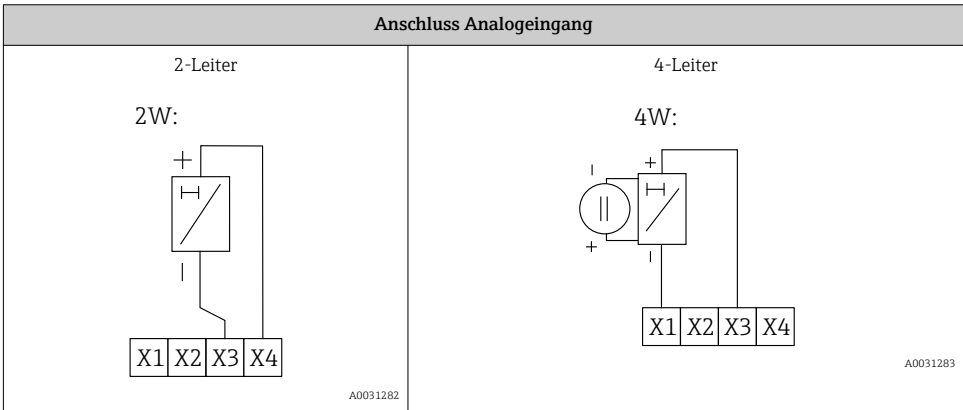 Anschluss Analogeingang
2-Leiter
2W:
+
−
X1 X2 X3 X4
A0031282
4-Leiter
4W:
− +
+ −
X1 X2 X3 X4
A0031283